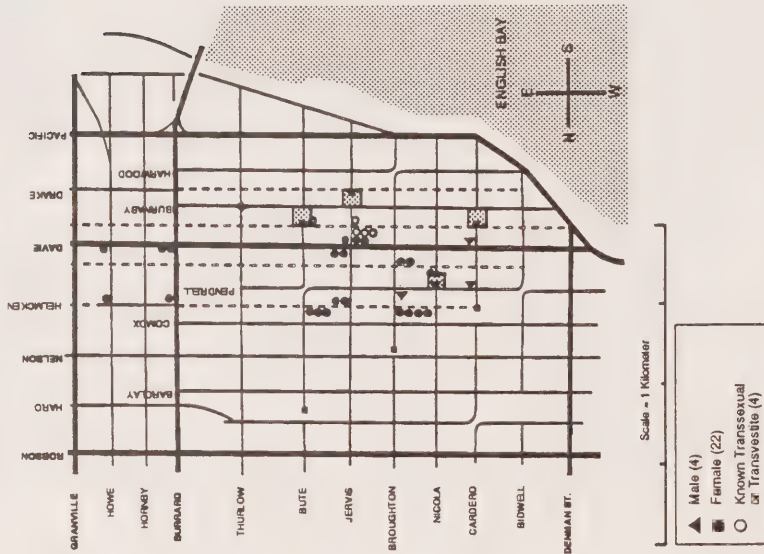 ROBSON
HARO
BARCLAY
NELSON
COMOX
HELMCKEN
PENDRELL
DAVIE
BURNABY
DRAKE
HARWOOD
PACIFIC
GRANVILLE
HOWE
HORNBY
BURRARD
THURLOW
BUTE
JERVIS
BROUGHTON
NICOLA
CARDERO
BIDWELL
DENMAN ST.
ENGLISH BAY
E
N
S
W
Scale = 1 Kilometer
Male (4)
Female (22)
Known Transsexual
or Transvestite (4)